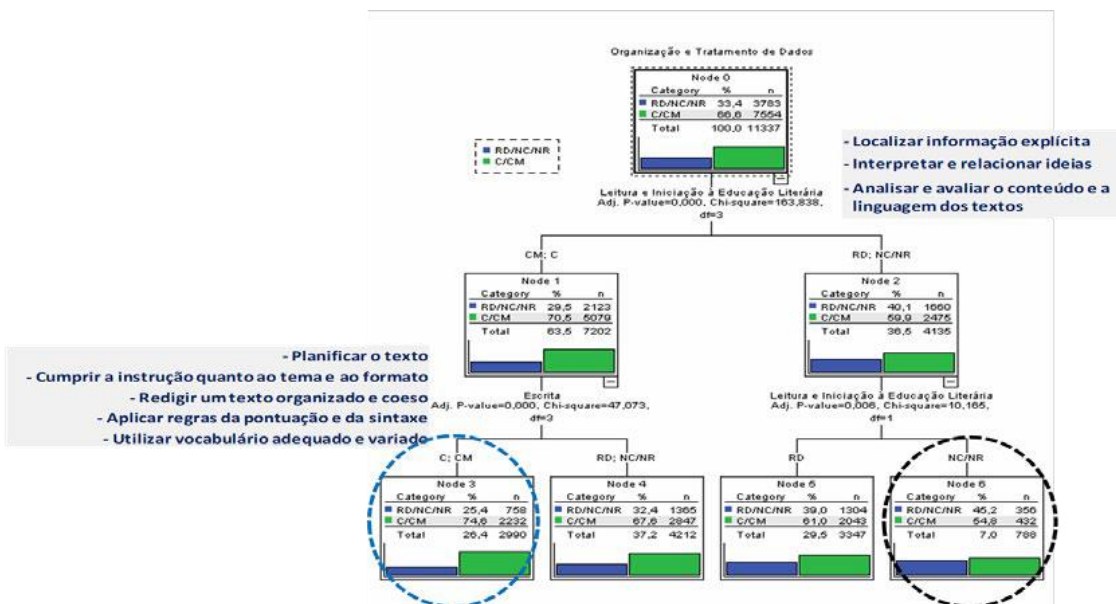 Organização e Tratamento de Dados
Node 0
Category % n
RD/NC/NR 33,4 3783
C/CM 66,6 7554
Total 100,0 11337
RD/NC/NR
C/CM
- Localizar informação explícita
- Interpretar e relacionar ideias
- Analisar e avaliar o conteúdo e a
linguagem dos textos
Leitura e Iniciação à Educação Literária
Adj. P-value=0,000, Chi-square=163,838,
df=3
CM; C
RD; NC/NR
Node 1
Category % n
RD/NC/NR 29,5 2123
C/CM 70,5 5079
Total 63,5 7202
Node 2
Category % n
RD/NC/NR 40,1 1660
C/CM 59,9 2475
Total 36,5 4135
- Planificar o texto
- Cumprir a instrução quanto ao tema e ao formato
- Redigir um texto organizado e coeso
- Aplicar regras da pontuação e da sintaxe
- Utilizar vocabulário adequado e variado
Escrita
Adj. P-value=0,000, Chi-square=47,073,
df=3
Leitura e Iniciação à Educação Literária
Adj. P-value=0,006, Chi-square=10,165,
df=1
C; CM
RD; NC/NR
RD
NC/NR
Node 3
Category % n
RD/NC/NR 25,4 758
C/CM 74,6 2232
Total 26,4 2990
Node 4
Category % n
RD/NC/NR 32,4 1365
C/CM 67,6 2847
Total 37,2 4212
Node 5
Category % n
RD/NC/NR 39,0 1304
C/CM 61,0 2043
Total 29,5 3347
Node 6
Category % n
RD/NC/NR 45,2 356
C/CM 54,8 432
Total 7,0 788